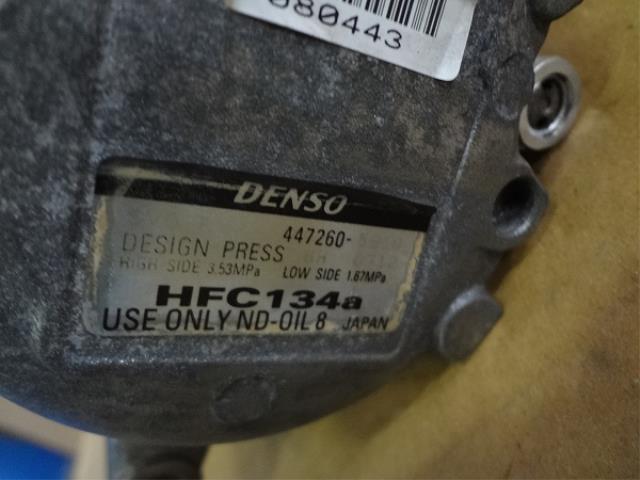 080443
DENSO
447260-
DESIGN PRESS
HIGH SIDE 3.53MPa LOW SIDE 1.67MPa
HFC134a
USE ONLY ND-OIL 8 JAPAN